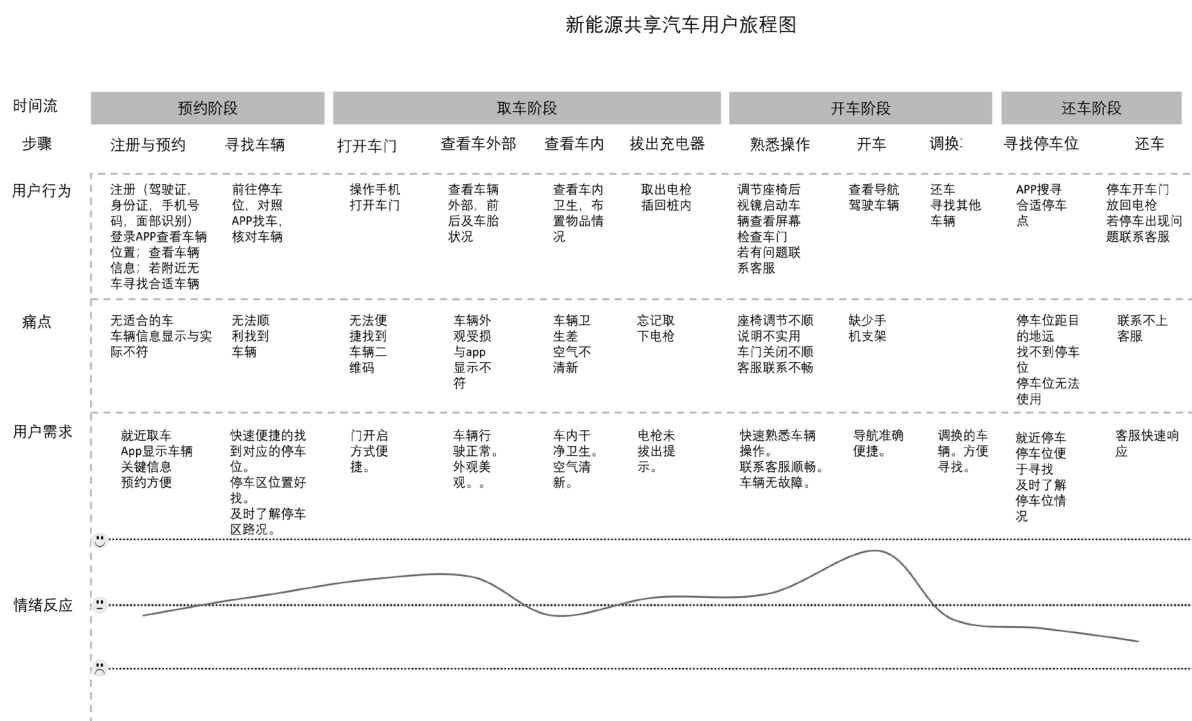 新能源共享汽车用户旅程图
时间流
预约阶段
取车阶段
开车阶段
还车阶段
步骤
注册与预约
寻找车辆
打开车门
查看车外部
查看车内
拔出充电器
熟悉操作
开车
调换:
寻找停车位
还车
用户行为
注册（驾驶证,
身份证，手机号
码，面部识别）
登录APP查看车辆
位置；查看车辆
信息；若附近无
车寻找合适车辆
前往停车
位，对照
APP找车,
核对车辆
操作手机
打开车门
查看车辆
外部，前
后及车胎
状况
查看车内
卫生，布
置物品情
况
取出电枪
插回桩内
调节座椅后
视镜启动车
辆查看屏幕
检查车门
若有问题联
系客服
查看导航
驾驶车辆
还车
寻找其他
车辆
APP搜寻
合适停车
点
停车开车门
放回电枪
若停车出现问
题联系客服
痛点
无适合的车
车辆信息显示与实
际不符
无法顺
利找到
车辆
无法便
捷找到
车辆二
维码
车辆外
观受损
与app
显示不
符
车辆卫
生差
空气不
清新
忘记取
下电枪
座椅调节不顺
说明不实用
车门关闭不顺
客服联系不畅
缺少手
机支架
停车位距目
的地远
找不到停车
位
停车位无法
使用
联系不上
客服
用户需求
就近取车
App显示车辆
关键信息
预约方便
快速便捷的找
到对应的停车
位。
停车区位置好
找。
及时了解停车
区路况。
门开启
方式便
捷。
车辆行
驶正常。
外观美
观。。
车内干
净卫生。
空气清
新。
电枪未
拔出提
示。
快速熟悉车辆
操作。
联系客服顺畅。
车辆无故障。
导航准确
便捷。
调换的车
辆。方便
寻找。
就近停车
停车位便
于寻找
及时了解
停车位情
况
客服快速响
应
情绪反应